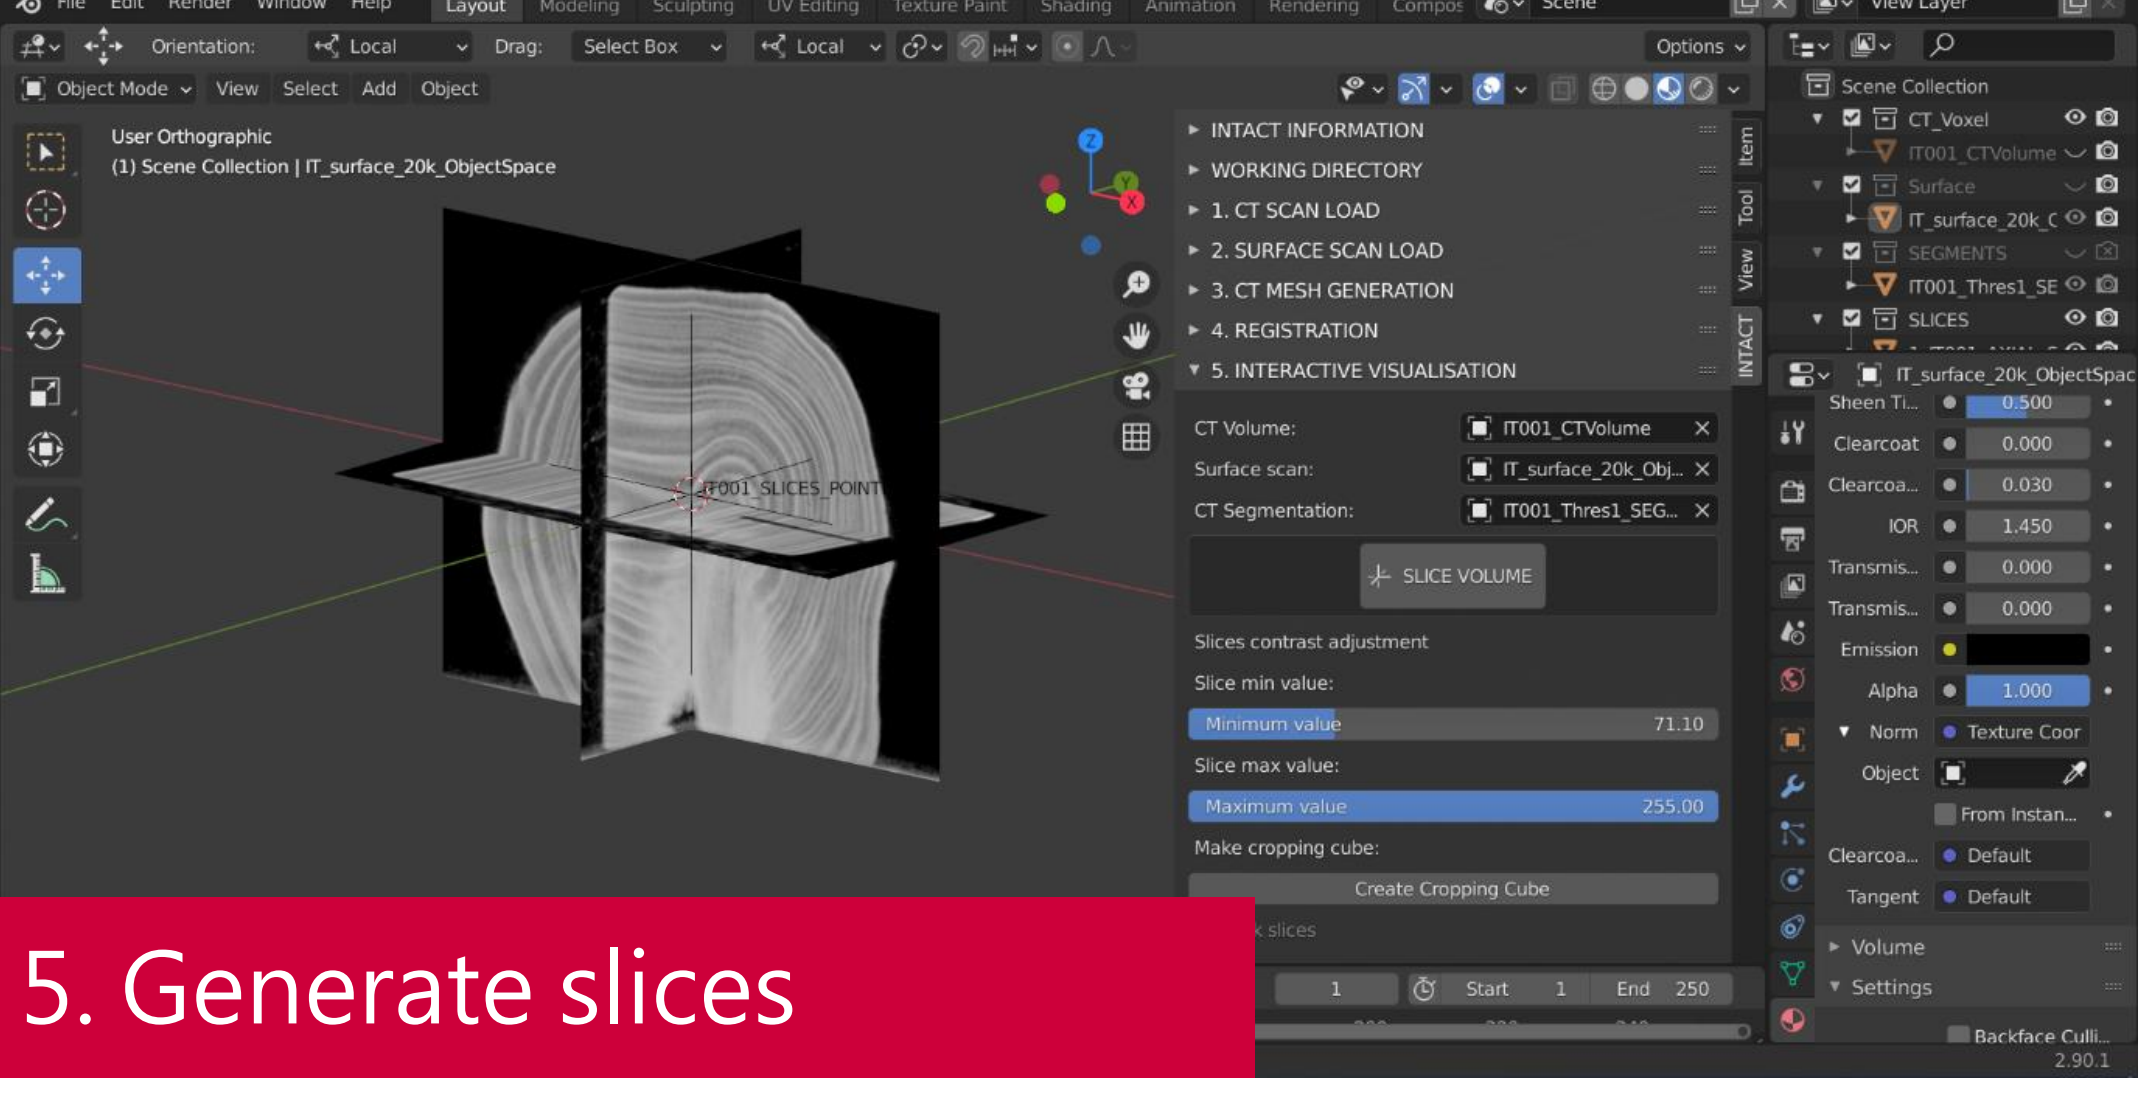 File Edit Render Window Help Layout Modeling Sculpting UV Editing Texture Paint Shading Animation Rendering Compos Scene View Layer
Orientation: Local Drag: Select Box Local Options
Object Mode View Select Add Object
User Orthographic
(1) Scene Collection | IT_surface_20k_ObjectSpace
Z
Y
X
IT001_SLICES_POINT
INTACT INFORMATION
WORKING DIRECTORY
1. CT SCAN LOAD
2. SURFACE SCAN LOAD
3. CT MESH GENERATION
4. REGISTRATION
5. INTERACTIVE VISUALISATION
CT Volume: IT001_CTVolume
Surface scan: IT_surface_20k_Obj...
CT Segmentation: IT001_Thres1_SEG...
SLICE VOLUME
Slices contrast adjustment
Slice min value:
Minimum value 71.10
Slice max value:
Maximum value 255.00
Make cropping cube:
Create Cropping Cube
slices
1 Start 1 End 250
Item
Tool
View
INTACT
Scene Collection
CT_Voxel
IT001_CTVolume
Surface
IT_surface_20k_C
SEGMENTS
IT001_Thres1_SE
SLICES
IT_surface_20k_ObjectSpac
Sheen Ti... 0.500
Clearcoat 0.000
Clearcoa... 0.030
IOR 1.450
Transmis... 0.000
Transmis... 0.000
Emission
Alpha 1.000
Norm Texture Coor
Object
From Instan...
Clearcoa... Default
Tangent Default
Volume
Settings
Backface Culli...
2.90.1
5. Generate slices